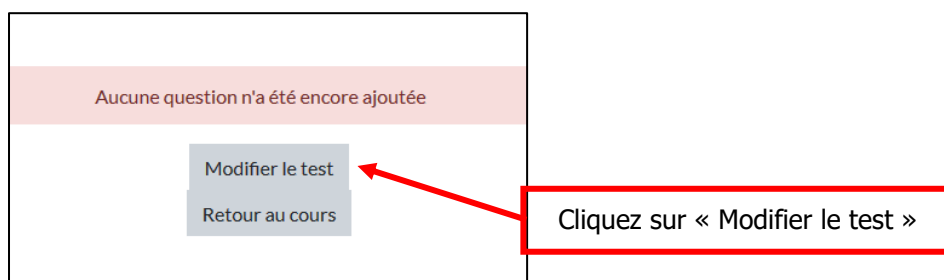 Aucune question n'a été encore ajoutée
Modifier le test
Retour au cours
Cliquez sur « Modifier le test »